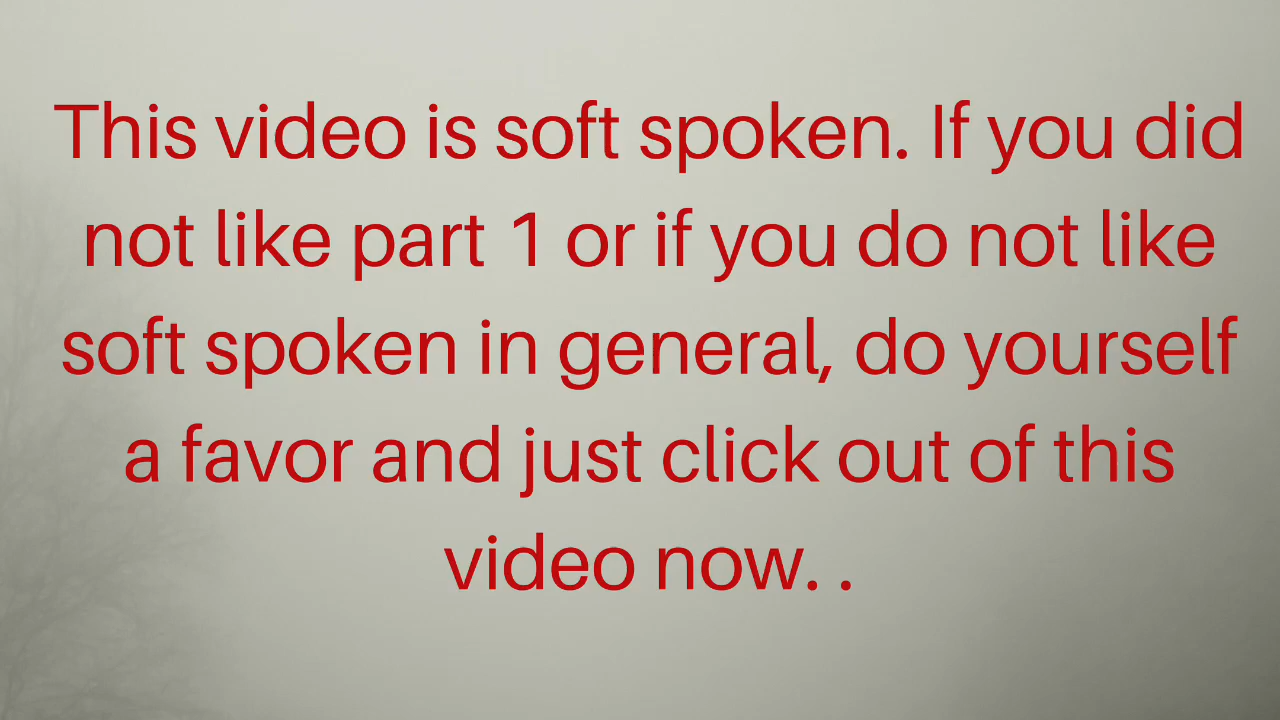 This video is soft spoken. If you did
not like part 1 or if you do not like
soft spoken in general, do yourself
a favor and just click out of this
video now. .